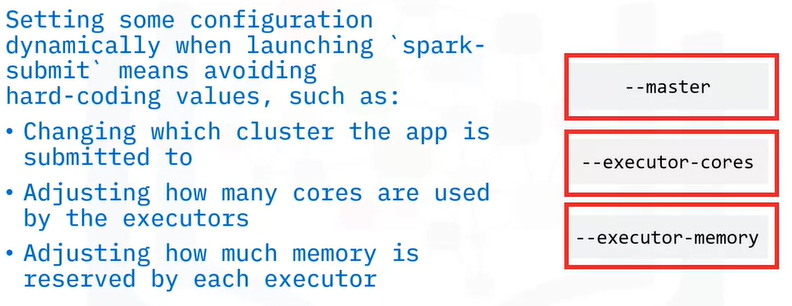 Setting some configuration
dynamically when launching `spark-
submit` means avoiding
hard-coding values, such as:
• Changing which cluster the app is
submitted to
• Adjusting how many cores are used
by the executors
• Adjusting how much memory is
reserved by each executor
--master
--executor-cores
--executor-memory